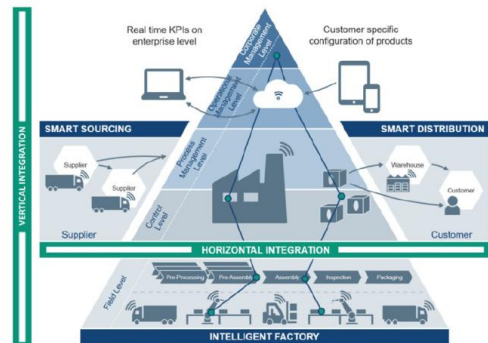 Real time KPIs on
enterprise level
Customer specific
configuration of products
Corporate
Management
Level
Operational
Management
Level
SMART SOURCING
SMART DISTRIBUTION
Process
Management
Level
Supplier
Supplier
Warehouse
Customer
Control
Level
Supplier
Customer
VERTICAL INTEGRATION
HORIZONTAL INTEGRATION
Field Level
Pre-Processing
Pre-Assembly
Assembly
Inspection
Packaging
INTELLIGENT FACTORY